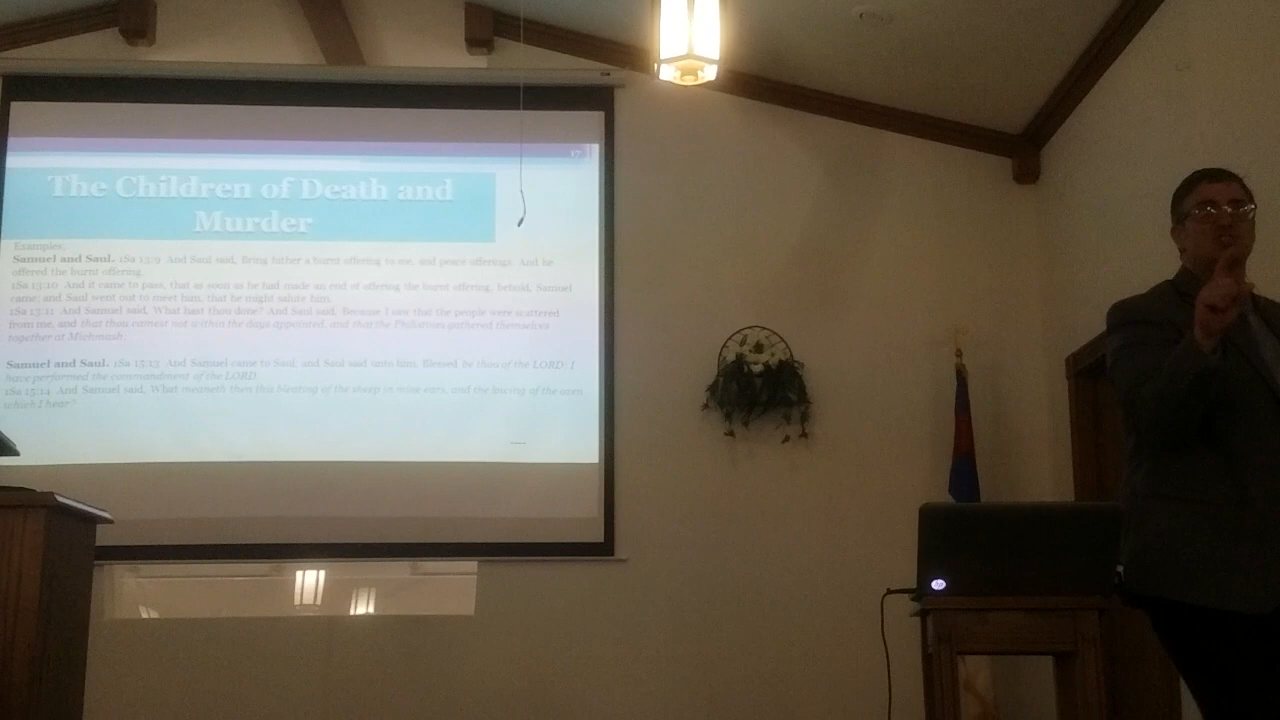 17
The Children of Death and
Murder
Examples:
Samuel and Saul. 1Sa 13:9 And Saul said, Bring hither a burnt offering to me, and peace offerings. And he
offered the burnt offering.
1Sa 13:10 And it came to pass, that as soon as he had made an end of offering the burnt offering, behold, Samuel
came; and Saul went out to meet him, that he might salute him.
1Sa 13:11 And Samuel said, What hast thou done? And Saul said, Because I saw that the people were scattered
from me, and that thou camest not within the days appointed, and that the Philistines gathered themselves
together at Michmash
Samuel and Saul. 1Sa 15:13 And Samuel came to Saul, and Saul said unto him, Blessed be thou of the LORD: I
have performed the commandment of the LORD.
1Sa 15:14 And Samuel said, What meaneth then this bleating of the sheep in mine ears, and the lowing of the oxen
which I hear?
hp